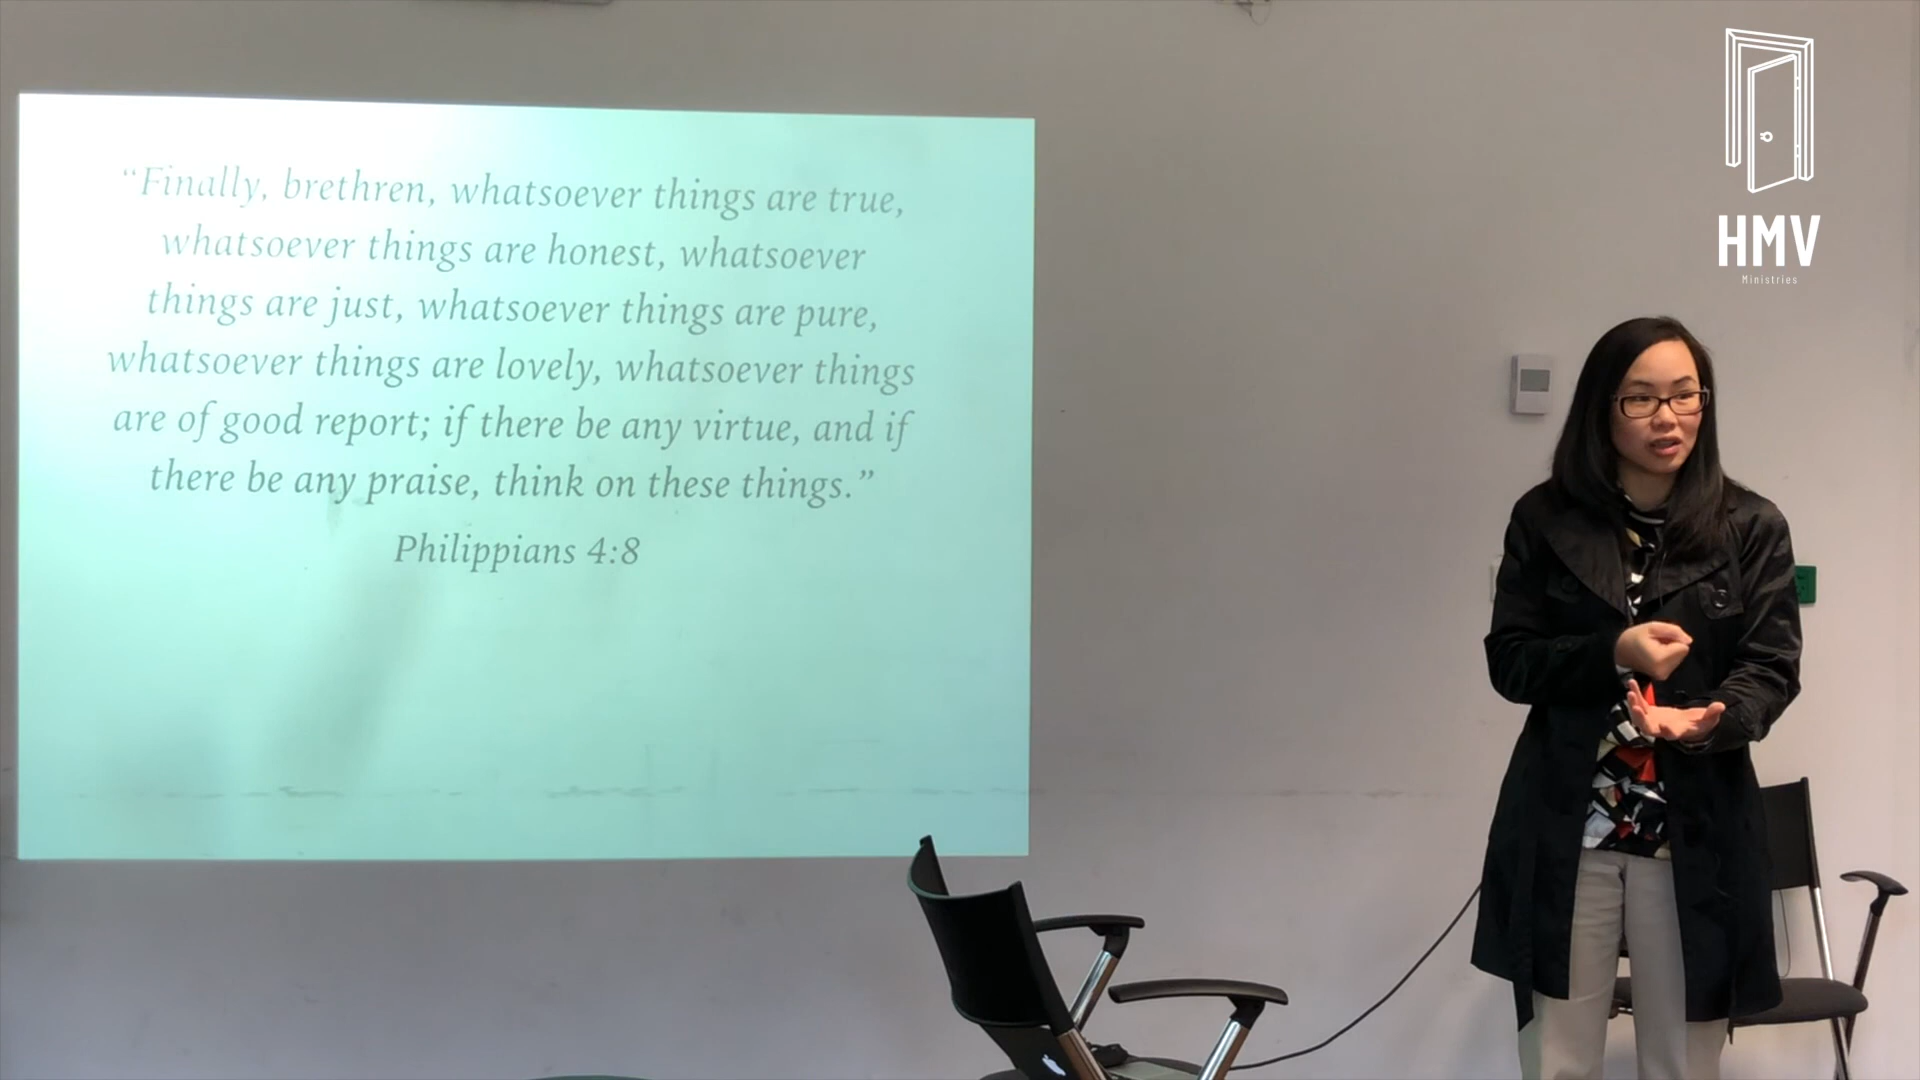 “Finally, brethren, whatsoever things are true,
whatsoever things are honest, whatsoever
things are just, whatsoever things are pure,
whatsoever things are lovely, whatsoever things
are of good report; if there be any virtue, and if
there be any praise, think on these things.”
Philippians 4:8
HMV
Ministries